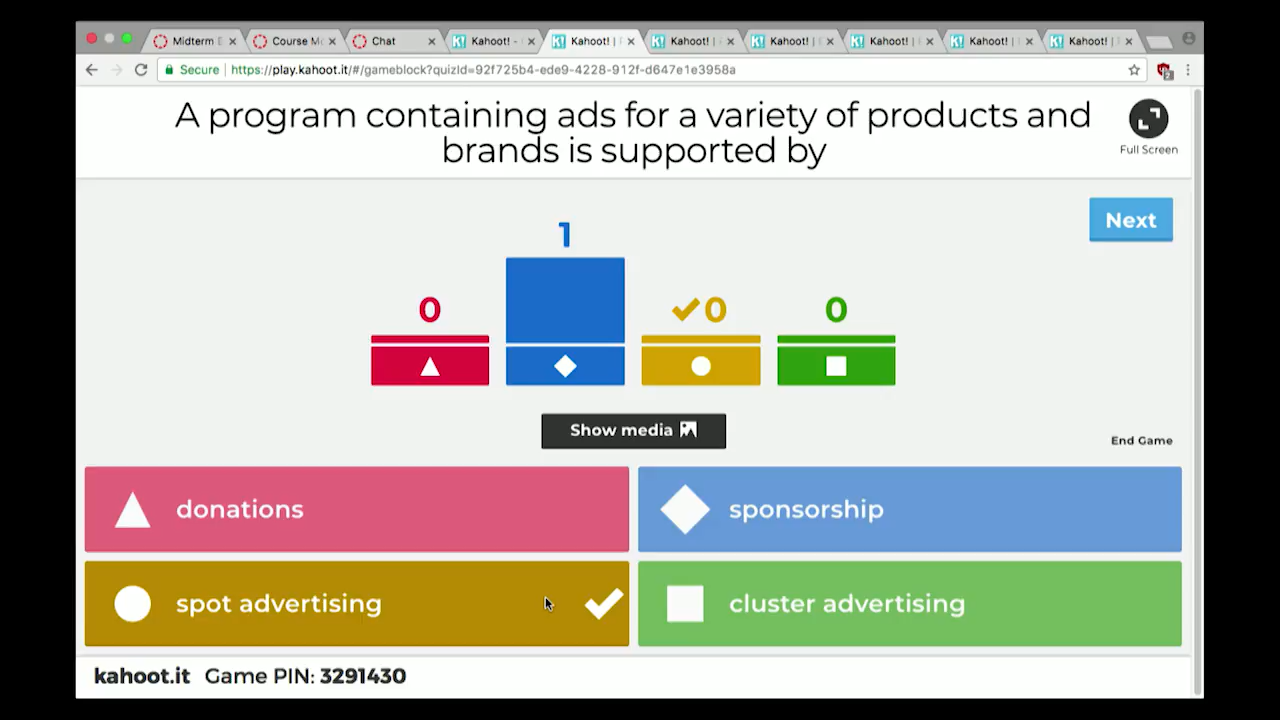 Midterm E
Course Mo
Chat
Kahoot! -
Kahoot! |
Kahoot! |
Kahoot! |
Kahoot! |
Kahoot! |
Kahoot! |
Secure https://play.kahoot.it/#/gameblock?quizId=92f725b4-ede9-4228-912f-d647e1e3958a
A program containing ads for a variety of products and
brands is supported by
Full Screen
Next
1
0
0
0
Show media
End Game
donations
sponsorship
spot advertising
cluster advertising
kahoot.it Game PIN: 3291430